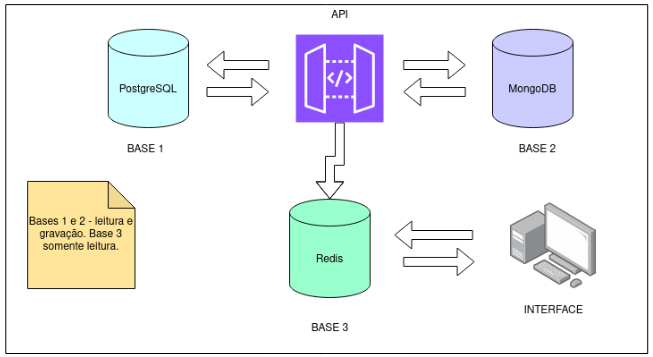 API
PostgreSQL
</>
MongoDB
BASE 1
BASE 2
Bases 1 e 2 - leitura e
gravação. Base 3
somente leitura.
Redis
INTERFACE
BASE 3